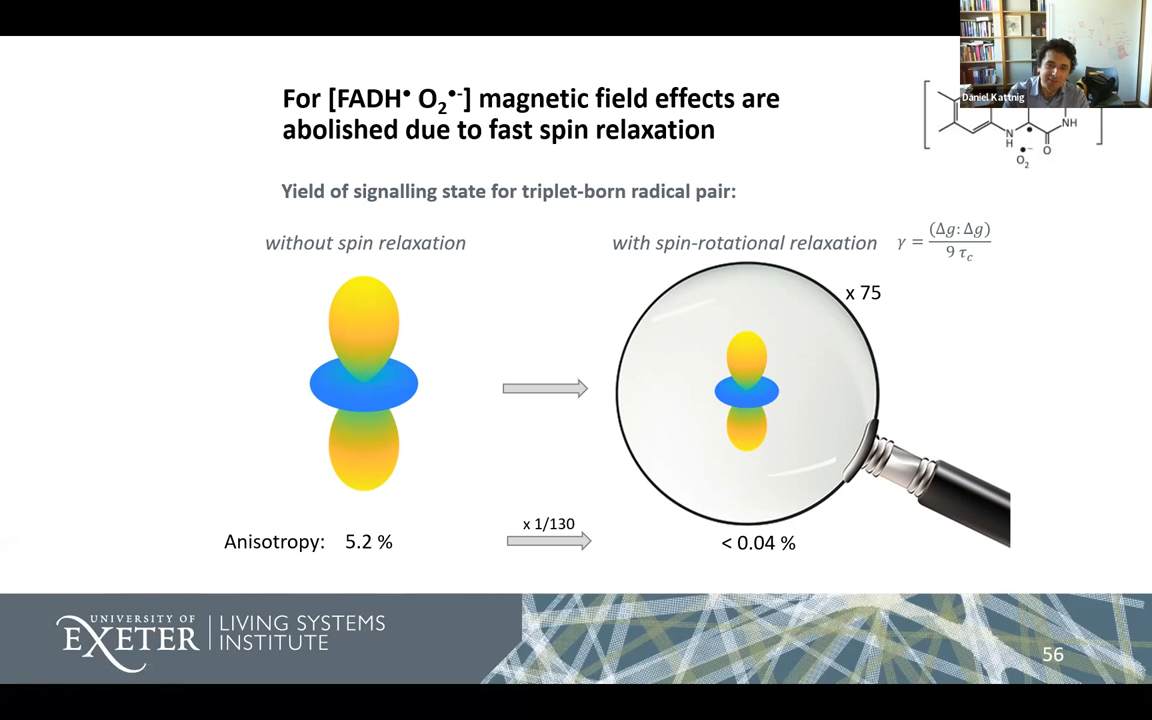 Daniel Kattnig
For [FADH• O₂•-] magnetic field effects are
abolished due to fast spin relaxation
N
H
NH
O
O₂•-
Yield of signalling state for triplet-born radical pair:
without spin relaxation
with spin-rotational relaxation
γ = (Δg: Δg) / 9 τc
x 75
Anisotropy: 5.2 %
x 1/130
< 0.04 %
UNIVERSITY OF
EXETER
LIVING SYSTEMS
INSTITUTE
56